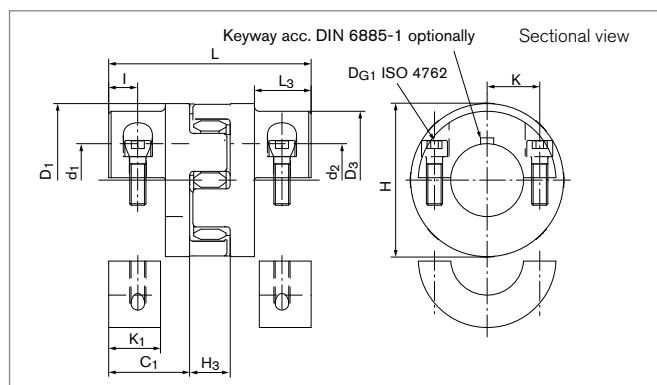 Keyway acc. DIN 6885-1 optionally
Sectional view
L
I
L3
DG1 ISO 4762
K
D1
d1
d2
D3
H
K1
C1
H3